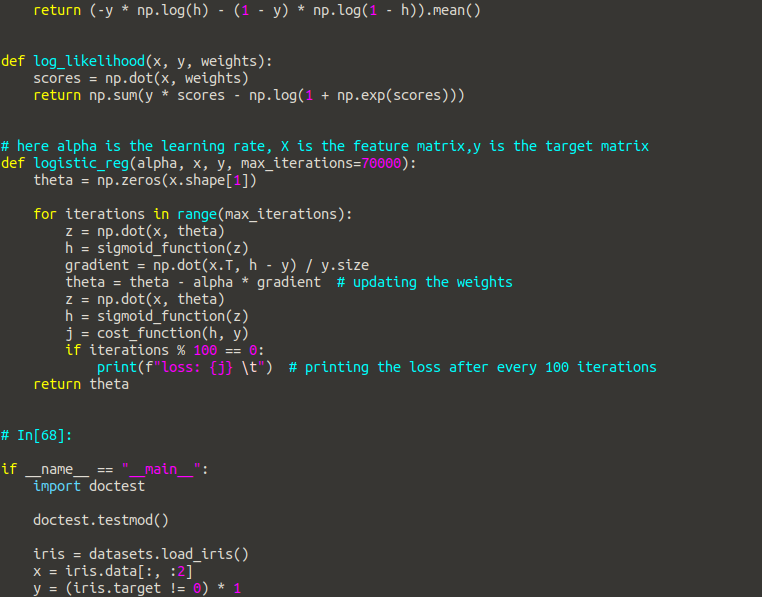 return (-y * np.log(h) - (1 - y) * np.log(1 - h)).mean()
def log_likelihood(x, y, weights):
    scores = np.dot(x, weights)
    return np.sum(y * scores - np.log(1 + np.exp(scores)))
# here alpha is the learning rate, X is the feature matrix,y is the target matrix
def logistic_reg(alpha, x, y, max_iterations=70000):
    theta = np.zeros(x.shape[1])
    for iterations in range(max_iterations):
        z = np.dot(x, theta)
        h = sigmoid_function(z)
        gradient = np.dot(x.T, h - y) / y.size
        theta = theta - alpha * gradient  # updating the weights
        z = np.dot(x, theta)
        h = sigmoid_function(z)
        j = cost_function(h, y)
        if iterations % 100 == 0:
            print(f"loss: {j} \t")  # printing the loss after every 100 iterations
    return theta
# In[68]:
if __name__ == "__main__":
    import doctest
    doctest.testmod()
    iris = datasets.load_iris()
    x = iris.data[:, :2]
    y = (iris.target != 0) * 1